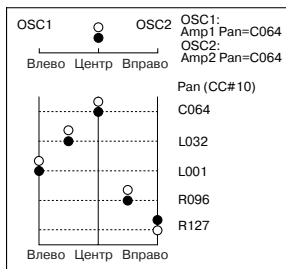 OSC1
OSC2
OSC1:
Amp1 Pan=C064
OSC2:
Amp2 Pan=C064
Влево Центр Вправо
Pan (CC#10)
C064
L032
L001
R096
R127
Влево Центр Вправо